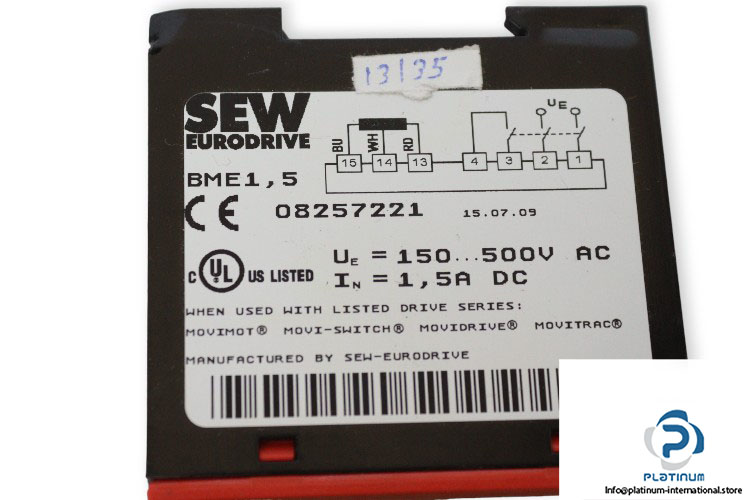 13135
SEW
EURODRIVE
UE
BU WH RD
15 14 13 4 3 2 1
BME1,5
CE 08257221 15.07.09
C UL US LISTED
UE = 150...500V AC
IN = 1,5A DC
WHEN USED WITH LISTED DRIVE SERIES:
MOVIMOT® MOVI-SWITCH® MOVIDRIVE® MOVITRAC®
MANUFACTURED BY SEW-EURODRIVE
PLATINUM
Info@platinum-international.store